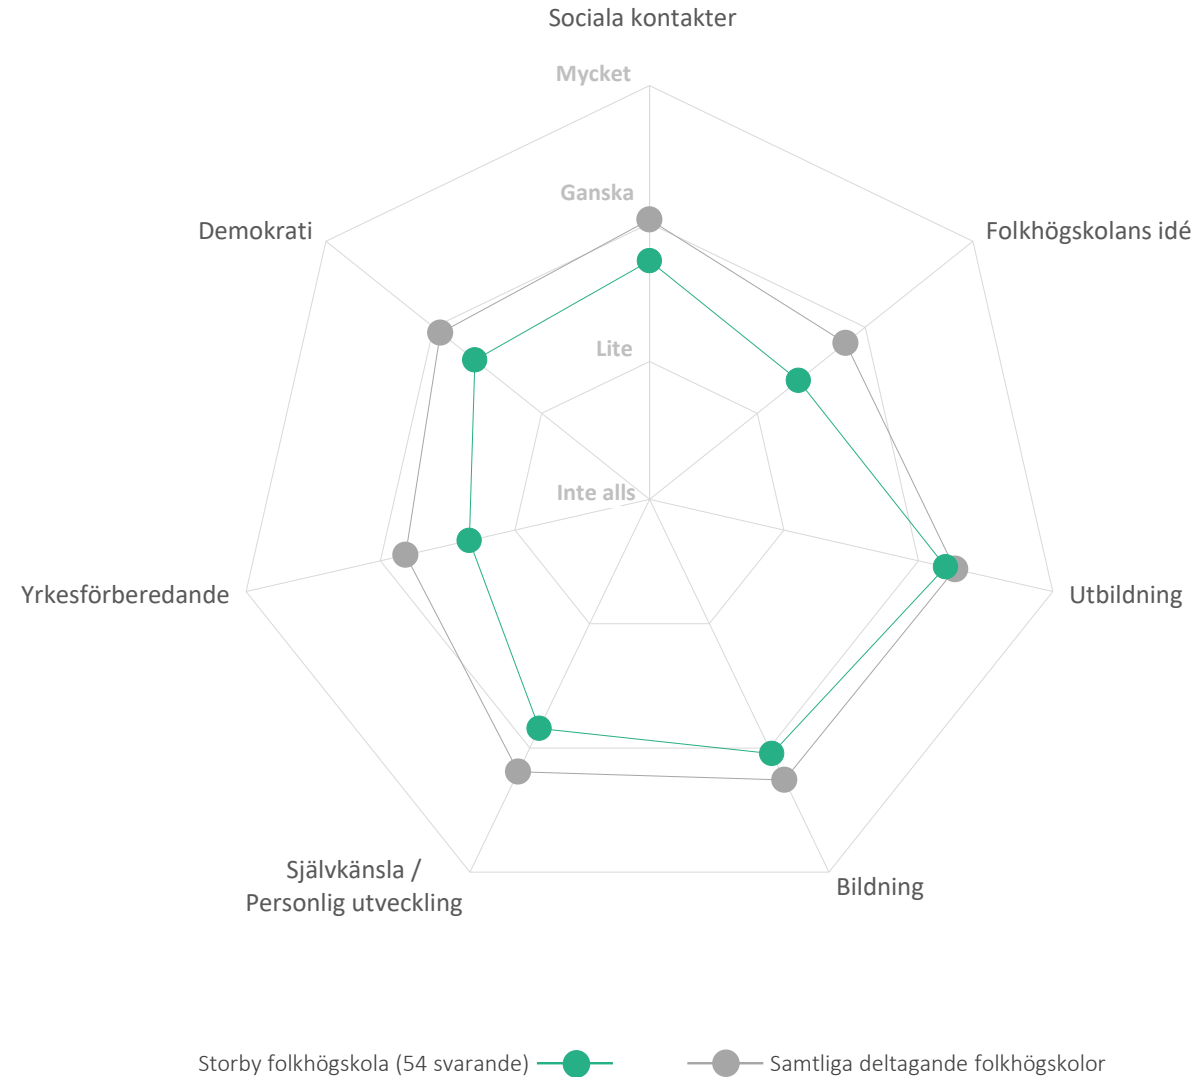 Sociala kontakter
Mycket
Ganska
Demokrati
Folkhögskolans idé
Lite
Inte alls
Yrkesförberedande
Utbildning
Självkänsla /
Personlig utveckling
Bildning
Storby folkhögskola (54 svarande)
Samtliga deltagande folkhögskolor